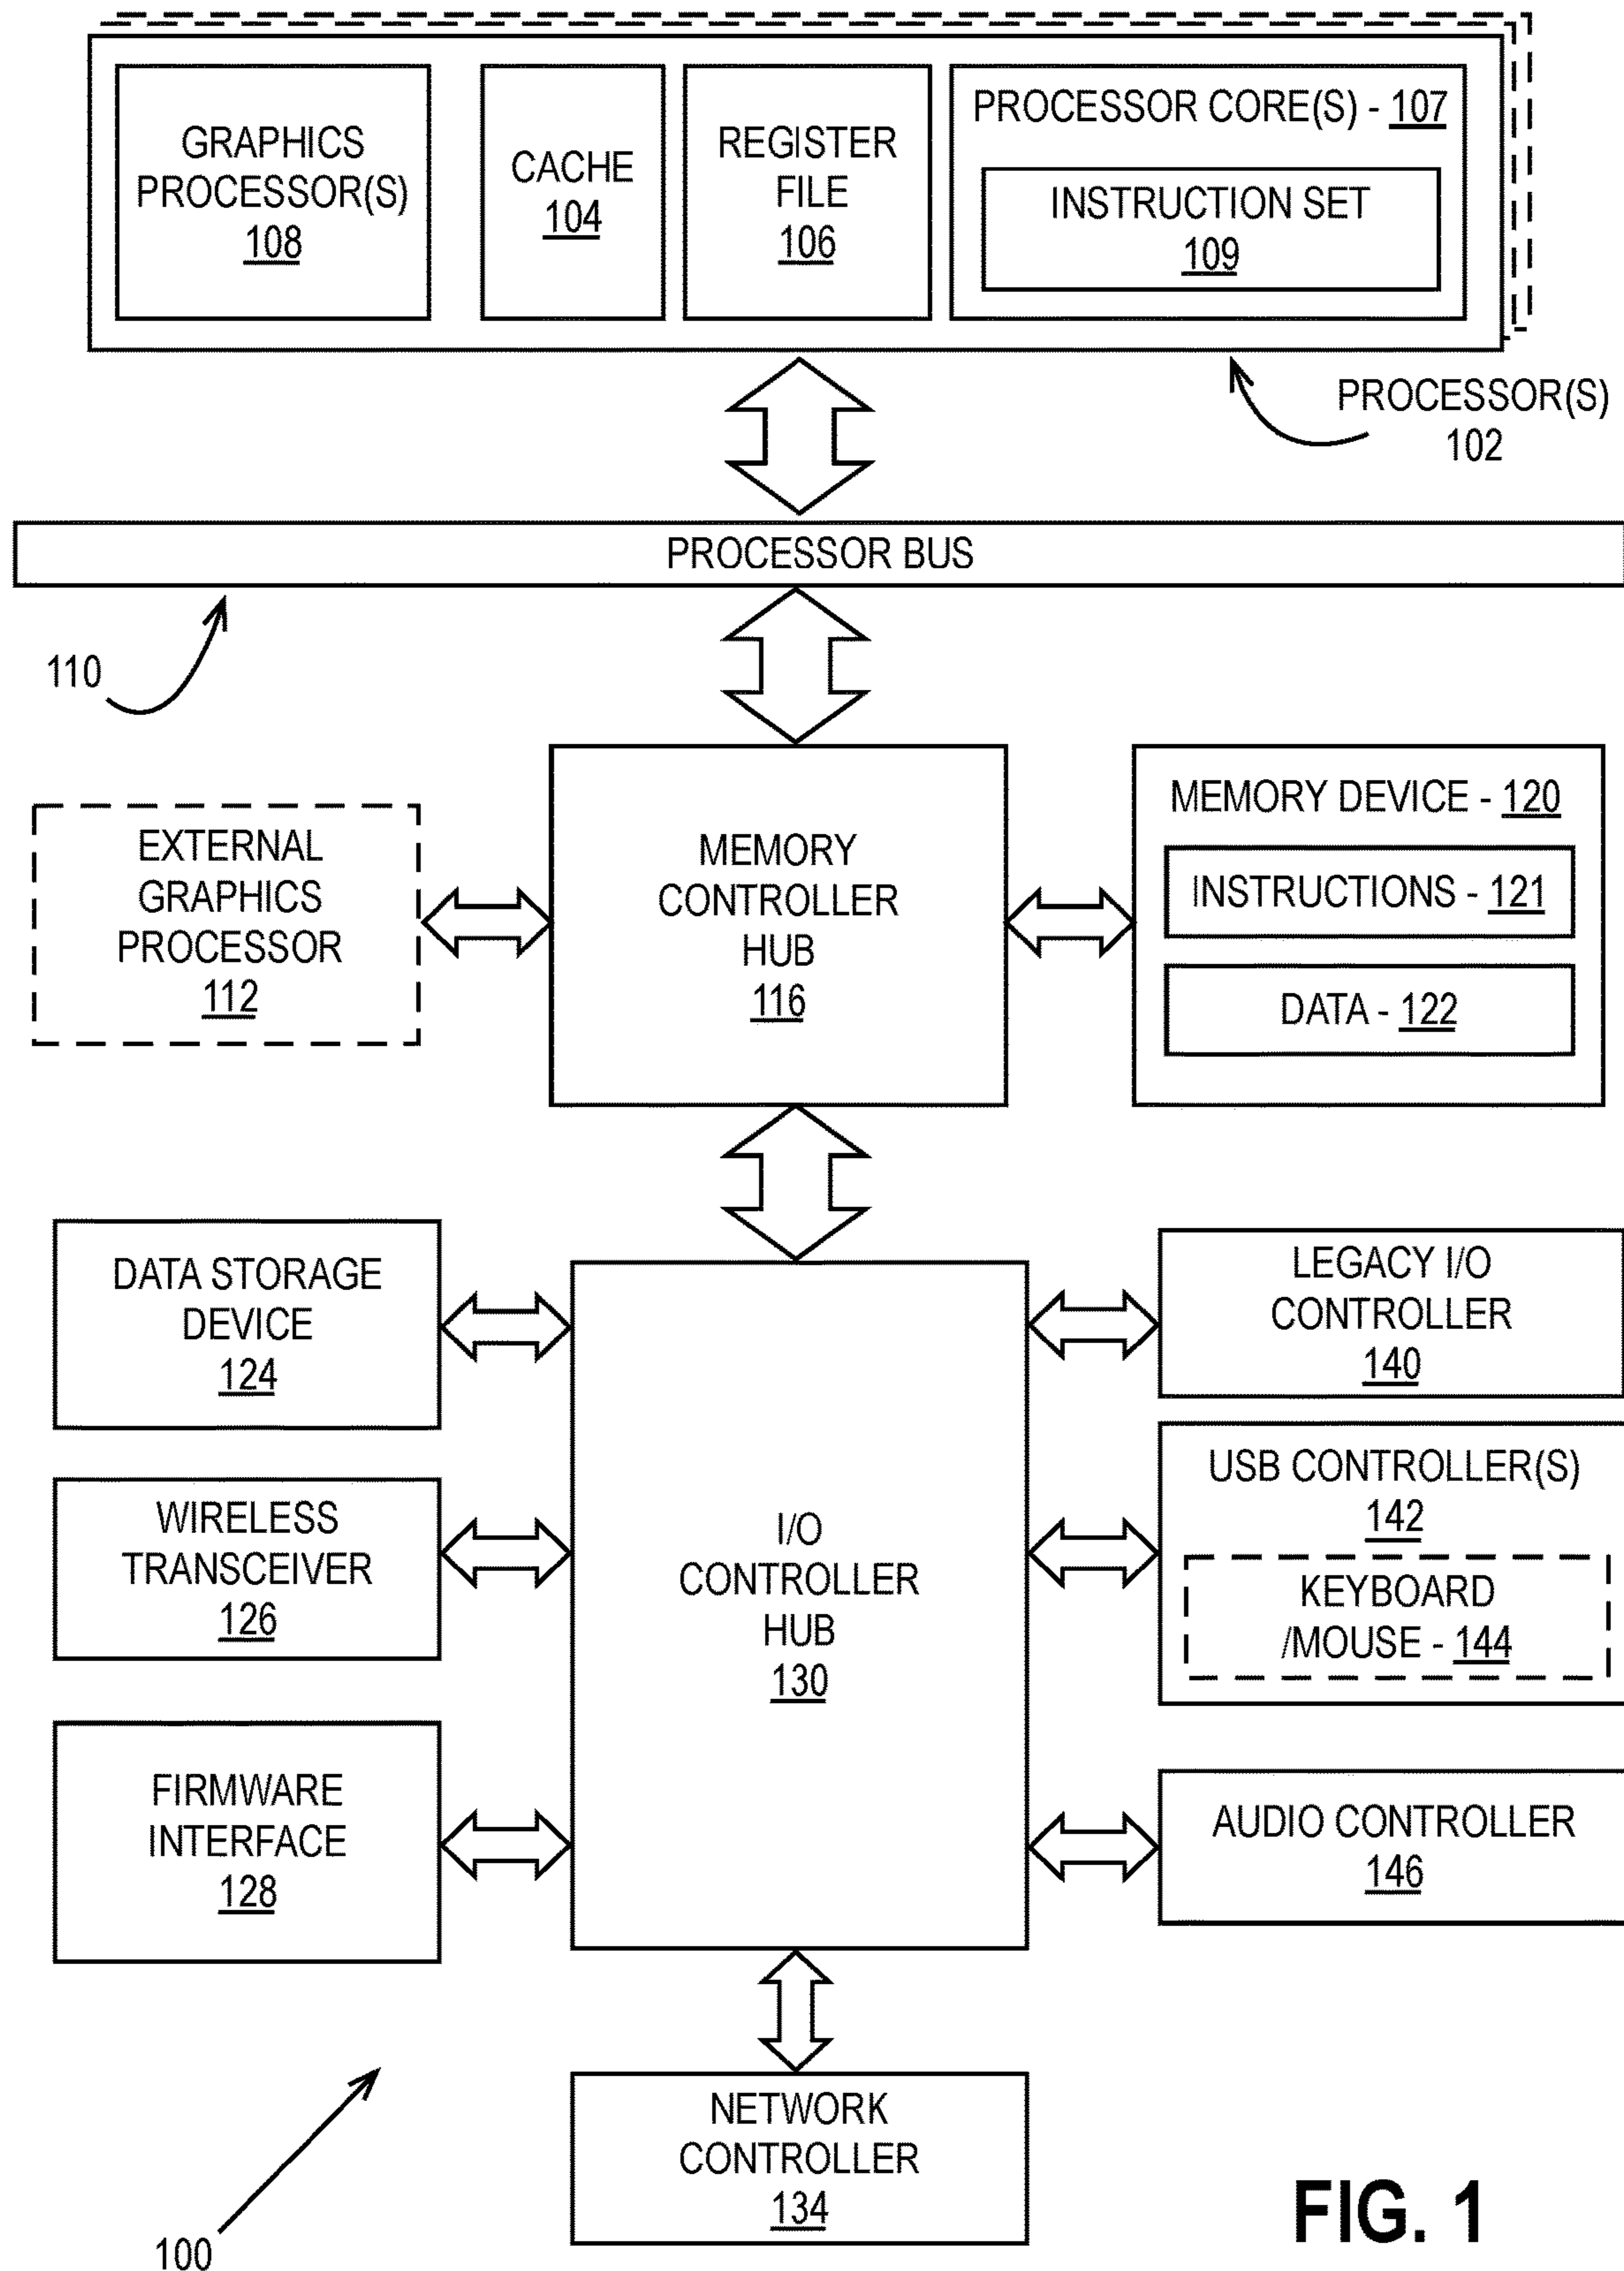 GRAPHICS
PROCESSOR(S)
108
CACHE
104
REGISTER
FILE
106
PROCESSOR CORE(S) - 107
INSTRUCTION SET
109
PROCESSOR(S)
102
PROCESSOR BUS
110
EXTERNAL
GRAPHICS
PROCESSOR
112
MEMORY
CONTROLLER
HUB
116
MEMORY DEVICE - 120
INSTRUCTIONS - 121
DATA - 122
DATA STORAGE
DEVICE
124
WIRELESS
TRANSCEIVER
126
FIRMWARE
INTERFACE
128
I/O
CONTROLLER
HUB
130
LEGACY I/O
CONTROLLER
140
USB CONTROLLER(S)
142
KEYBOARD
/MOUSE - 144
AUDIO CONTROLLER
146
NETWORK
CONTROLLER
134
100
FIG. 1